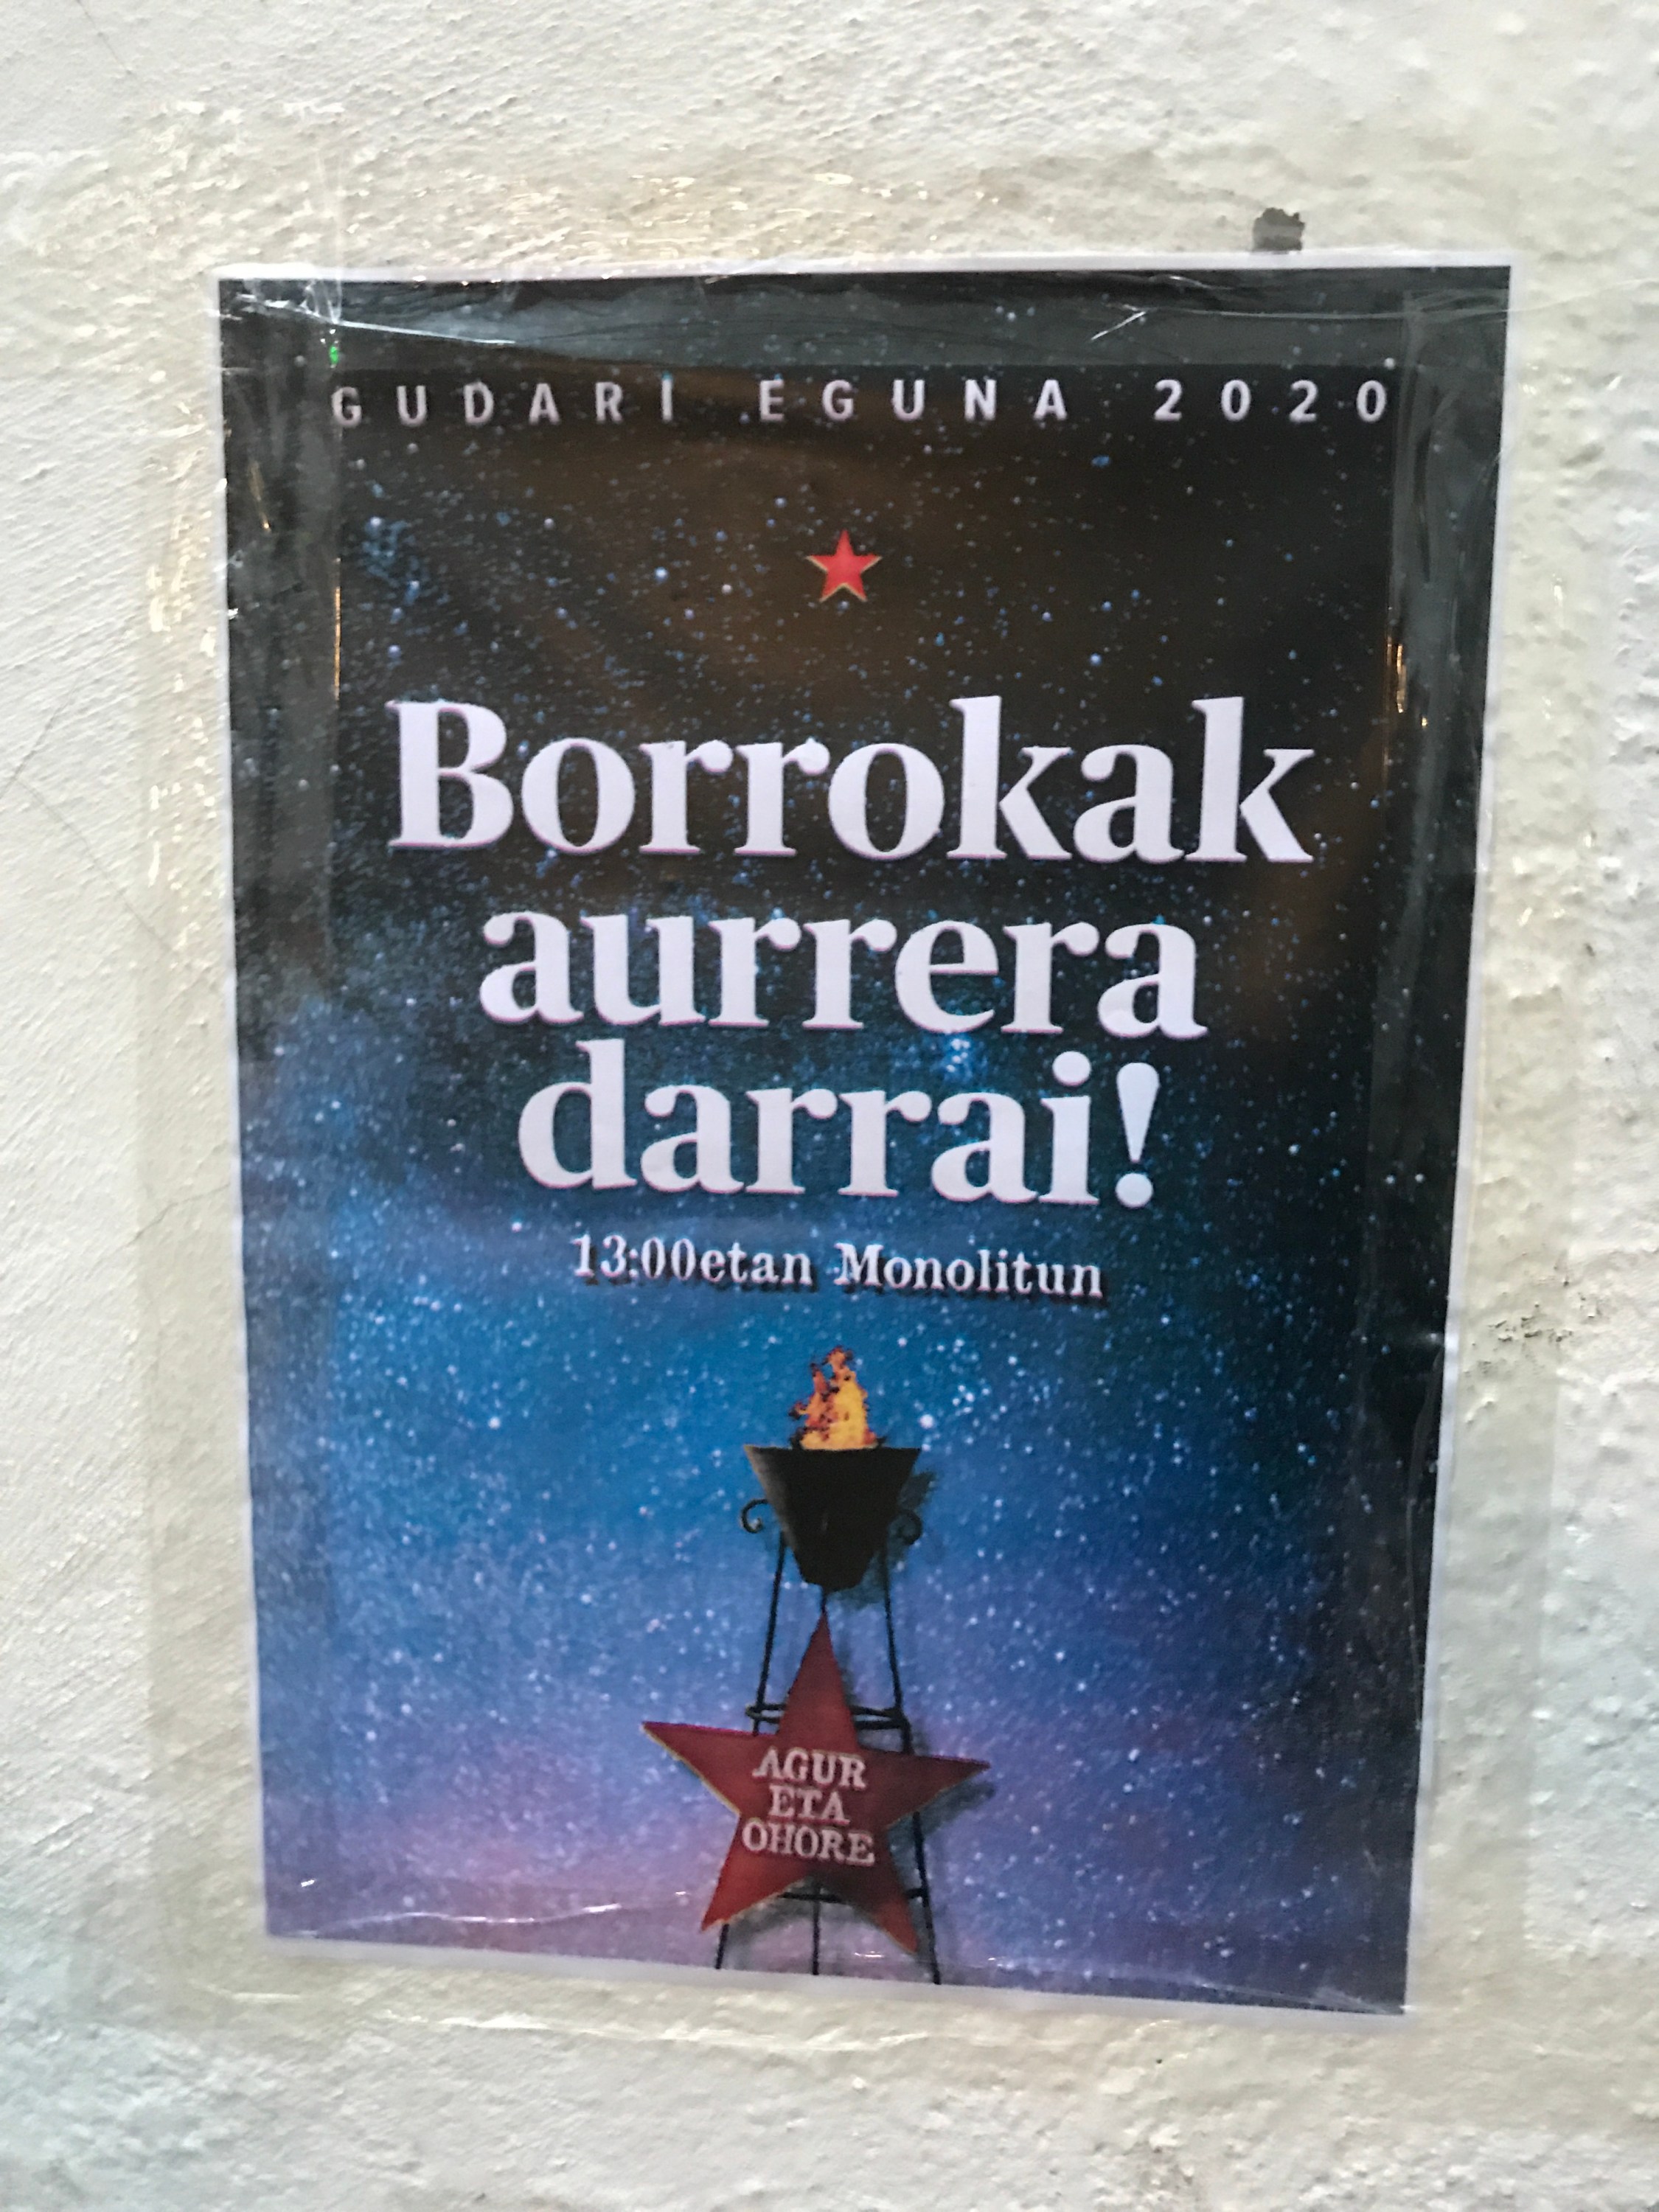 GUDARI EGUNA 2020
Borrokak
aurrera
darrai!
13:00etan Monolitun
AGUR
ETA
OHORE